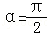 α = π/2